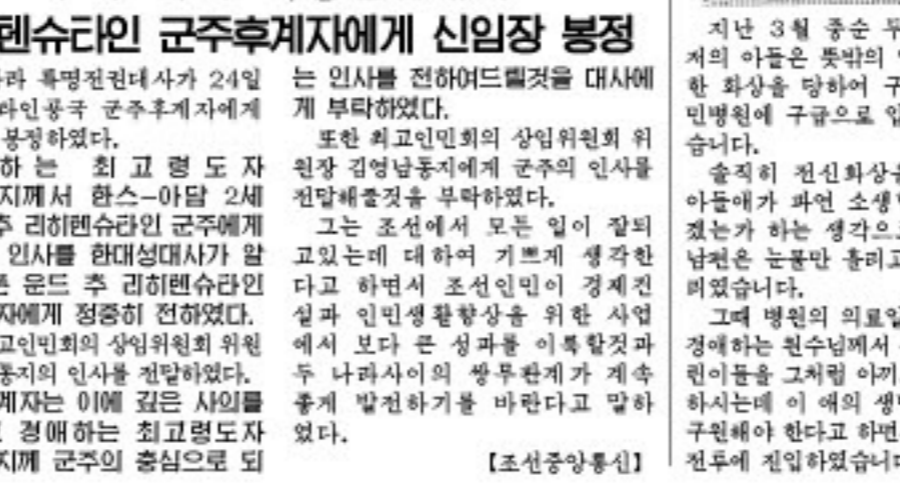 텐슈타인 군주후계자에게 신임장 봉정
라 특명전권대사가 24일
타인공국 군주후계자에게
봉정하였다.
하는 최고령도자
지께서 한스-아담 2세
추 리히텐슈타인 군주에게
인사를 한대성대사가 알
폰 운드 추 리히텐슈타인
자에게 정중히 전하였다.
고인민회의 상임위원회 위원
동지의 인사를 전달하였다.
계자는 이에 깊은 사의를
경애하는 최고령도자
지께 군주의 충심으로 되
는 인사를 전하여드릴것을 대사에
게 부탁하였다.
또한 최고인민회의 상임위원회 위
원장 김영남동지에게 군주의 인사를
전달해줄것을 부탁하였다.
그는 조선에서 모든 일이 잘되
고있는데 대하여 기쁘게 생각한
다고 하면서 조선인민이 경제건
설과 인민생활향상을 위한 사업
에서 보다 큰 성과를 이룩할것과
두 나라사이의 쌍무관계가 계속
좋게 발전하기를 바란다고 말하
였다.
【조선중앙통신】
지난 3월 중순
저의 아들은 뜻밖의
한 화상을 당하여 구
민병원에 구급으로 입
습니다.
솔직히 전신화상을
아들애가 과연 소생
겠는가 하는 생각으로
남편은 눈물만 흘리고
리였습니다.
그때 병원의 의료일
경애하는 원수님께서
린이들을 그처럼 아끼
하시는데 이 애의 생
구원해야 한다고 하면
전투에 진입하였습니다